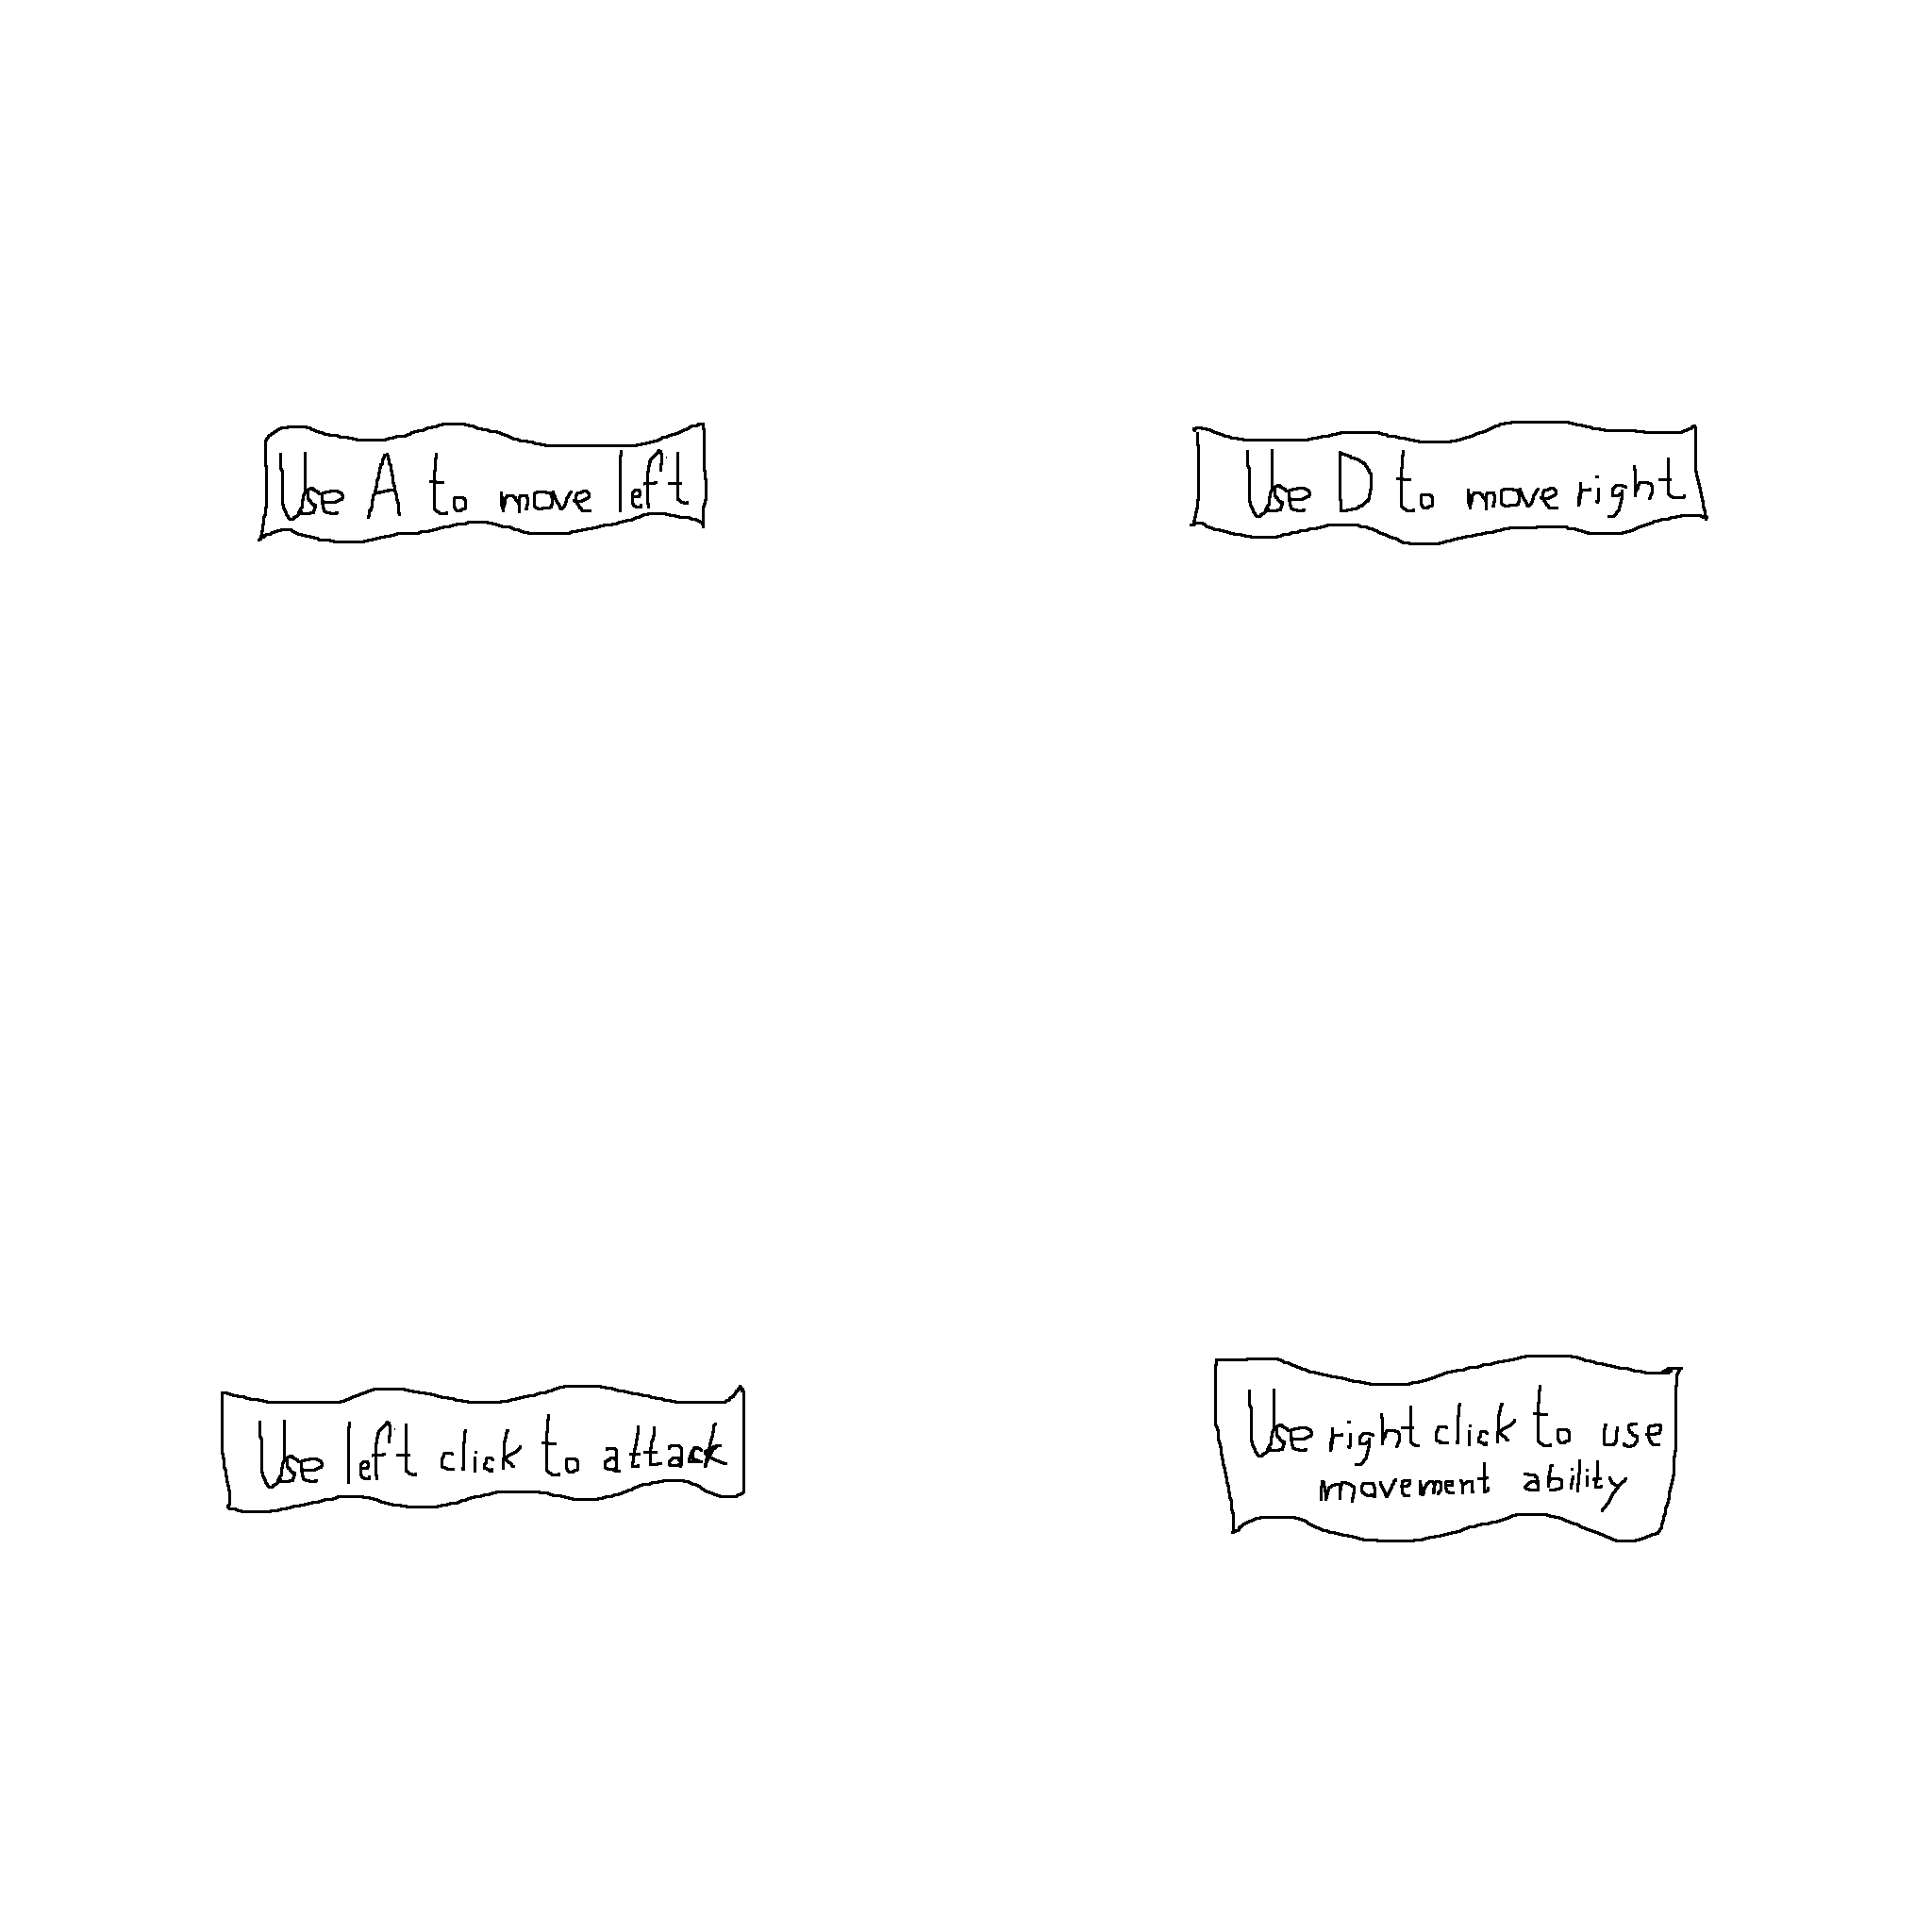 Use A to move left
Use D to move right
Use left click to attack
Use right click to use
movement ability